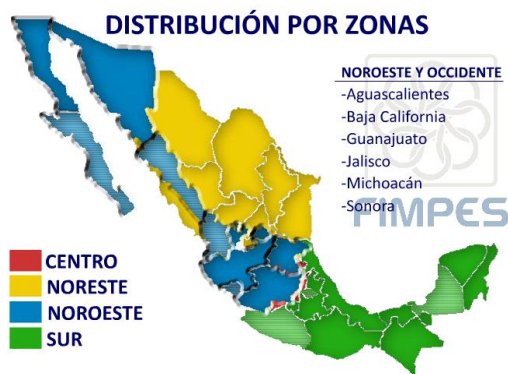 DISTRIBUCIÓN POR ZONAS
NOROESTE Y OCCIDENTE
-Aguascalientes
-Baja California
-Guanajuato
-Jalisco
-Michoacán
-Sonora
FIMPES
CENTRO
NORESTE
NOROESTE
SUR